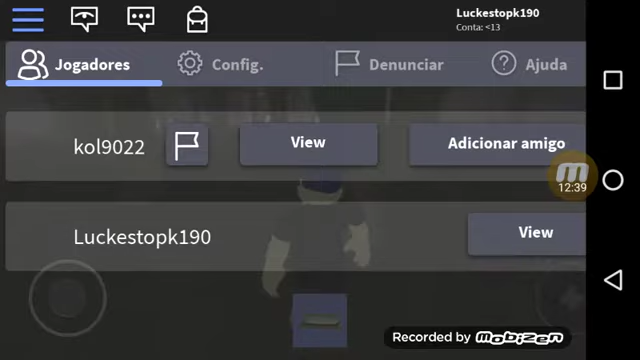 Luckestopk190
Conta: <13
Jogadores
Config.
Denunciar
Ajuda
kol9022
View
Adicionar amigo
12:39
Luckestopk190
View
Recorded by Mobizen